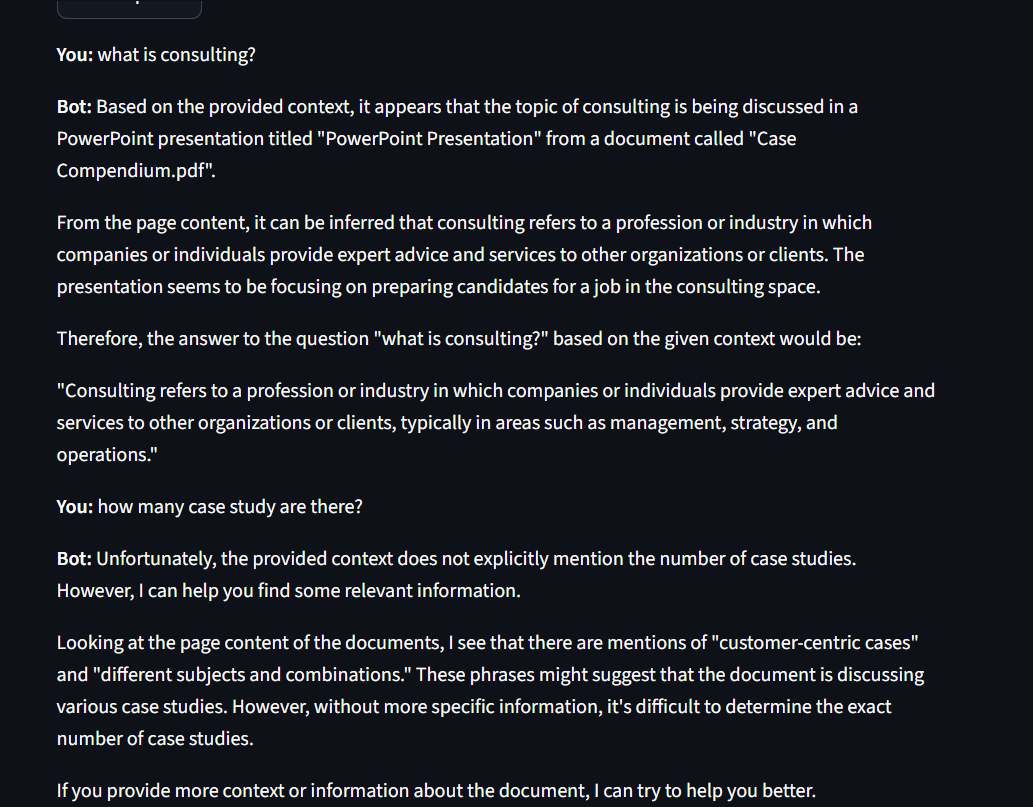 You: what is consulting?
Bot: Based on the provided context, it appears that the topic of consulting is being discussed in a
PowerPoint presentation titled "PowerPoint Presentation" from a document called "Case
Compendium.pdf".
From the page content, it can be inferred that consulting refers to a profession or industry in which
companies or individuals provide expert advice and services to other organizations or clients. The
presentation seems to be focusing on preparing candidates for a job in the consulting space.
Therefore, the answer to the question "what is consulting?" based on the given context would be:
"Consulting refers to a profession or industry in which companies or individuals provide expert advice and
services to other organizations or clients, typically in areas such as management, strategy, and
operations."
You: how many case study are there?
Bot: Unfortunately, the provided context does not explicitly mention the number of case studies.
However, I can help you find some relevant information.
Looking at the page content of the documents, I see that there are mentions of "customer-centric cases"
and "different subjects and combinations." These phrases might suggest that the document is discussing
various case studies. However, without more specific information, it's difficult to determine the exact
number of case studies.
If you provide more context or information about the document, I can try to help you better.